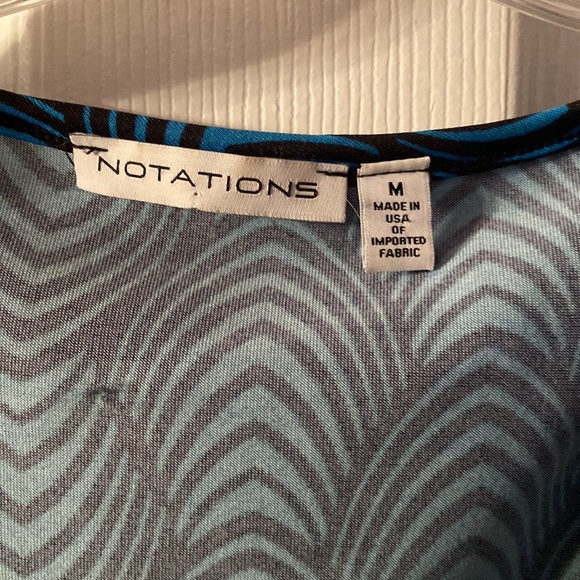 NOTATIONS
M
MADE IN
USA
OF
IMPORTED
FABRIC